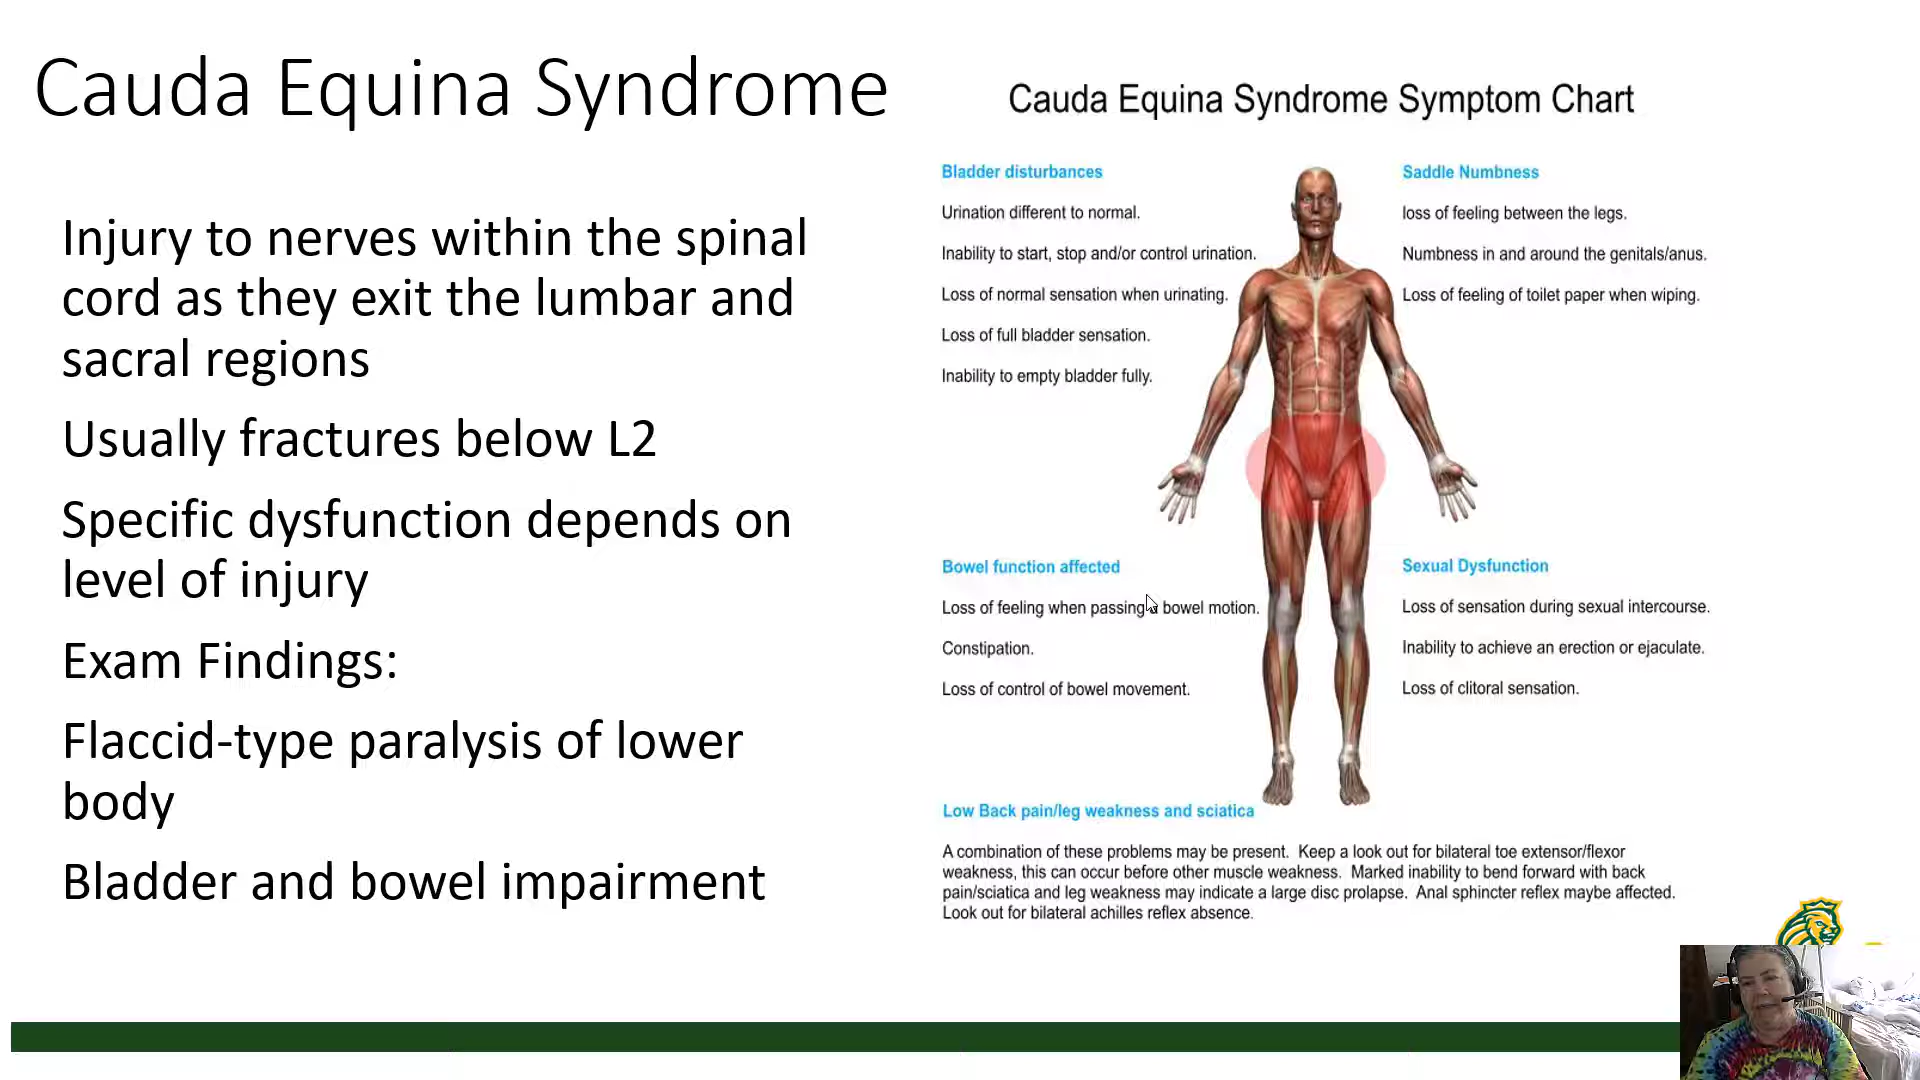 Cauda Equina Syndrome
Injury to nerves within the spinal
cord as they exit the lumbar and
sacral regions
Usually fractures below L2
Specific dysfunction depends on
level of injury
Exam Findings:
Flaccid-type paralysis of lower
body
Bladder and bowel impairment
Cauda Equina Syndrome Symptom Chart
Bladder disturbances
Urination different to normal.
Inability to start, stop and/or control urination.
Loss of normal sensation when urinating.
Loss of full bladder sensation.
Inability to empty bladder fully.
Saddle Numbness
loss of feeling between the legs.
Numbness in and around the genitals/anus.
Loss of feeling of toilet paper when wiping.
Bowel function affected
Loss of feeling when passing a bowel motion.
Constipation.
Loss of control of bowel movement.
Sexual Dysfunction
Loss of sensation during sexual intercourse.
Inability to achieve an erection or ejaculate.
Loss of clitoral sensation.
Low Back pain/leg weakness and sciatica
A combination of these problems may be present. Keep a look out for bilateral toe extensor/flexor
weakness, this can occur before other muscle weakness. Marked inability to bend forward with back
pain/sciatica and leg weakness may indicate a large disc prolapse. Anal sphincter reflex maybe affected.
Look out for bilateral achilles reflex absence.